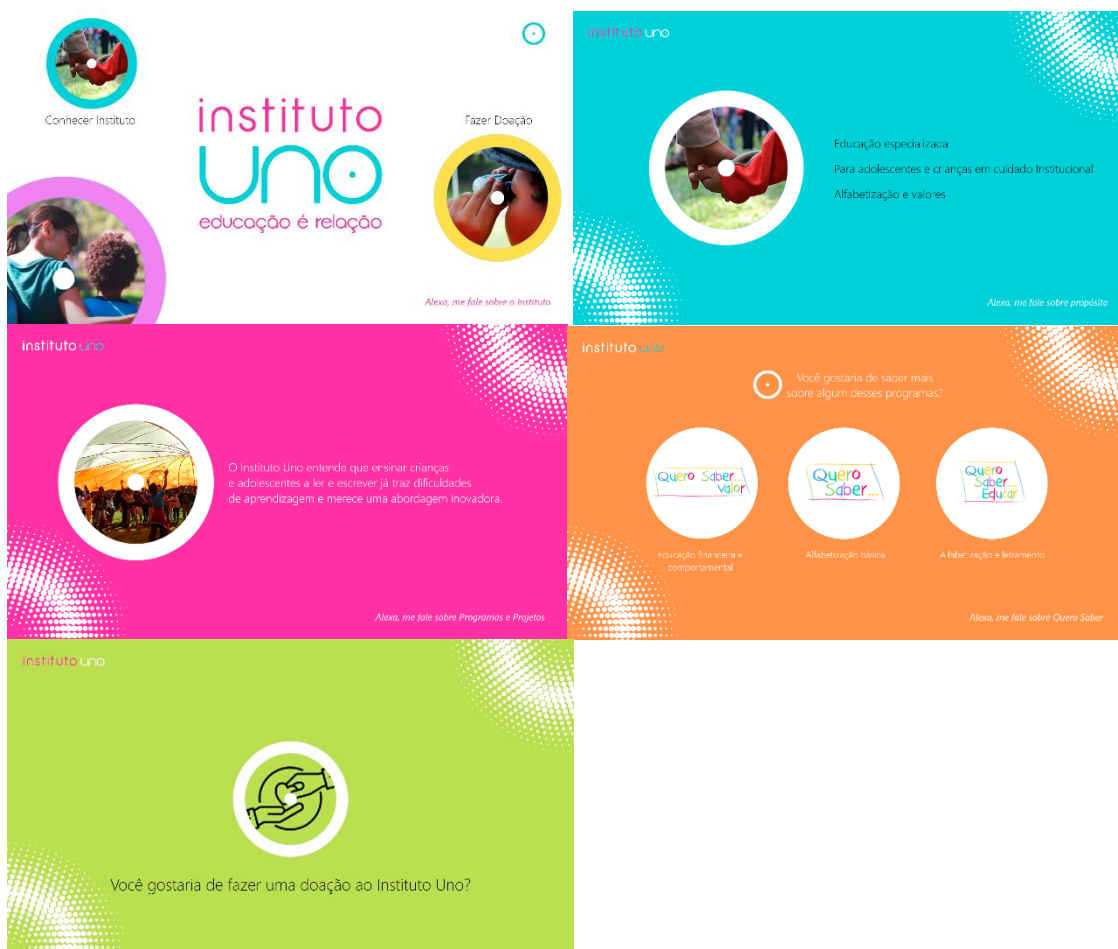 Conhecer Instituto
instituto
uno
educação é relação
Fazer Doação
Alexa, me fale sobre o Instituto
instituto uno
Educação especializada
Para adolescentes e crianças em cuidado Institucional
Alfabetização e valores
Alexa, me fale sobre propósito
instituto uno
O Instituto Uno entende que ensinar crianças
e adolescentes a ler e escrever já traz dificuldades
de aprendizagem e merece uma abordagem inovadora.
Alexa, me fale sobre Programas e Projetos
instituto uno
Você gostaria de saber mais
sobre algum desses programas?
Quero Saber...
Valor
Quero
Saber...
Quero
Saber...
Educar
Educação financeira e
comportamental
Alfabetização básica
Alfabetização e letramento
Alexa, me fale sobre Quero Saber
instituto uno
Você gostaria de fazer uma doação ao Instituto Uno?